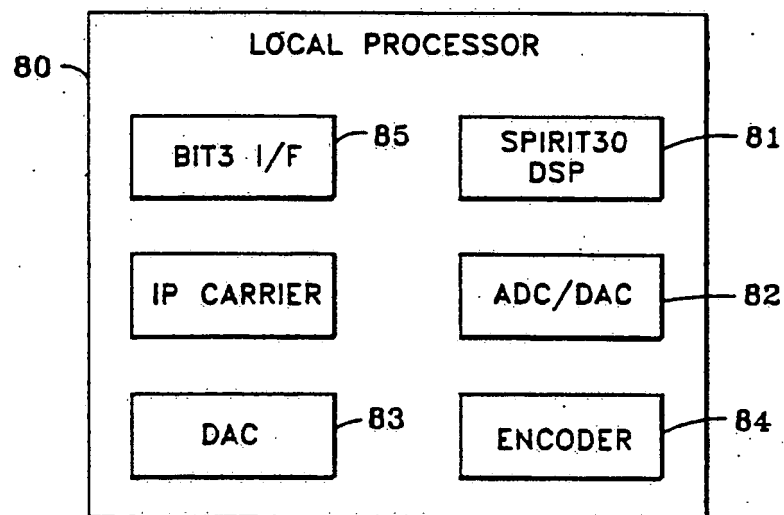 LOCAL PROCESSOR
80
BIT3 I/F
85
SPIRIT30
DSP
81
IP CARRIER
ADC/DAC
82
DAC
83
ENCODER
84